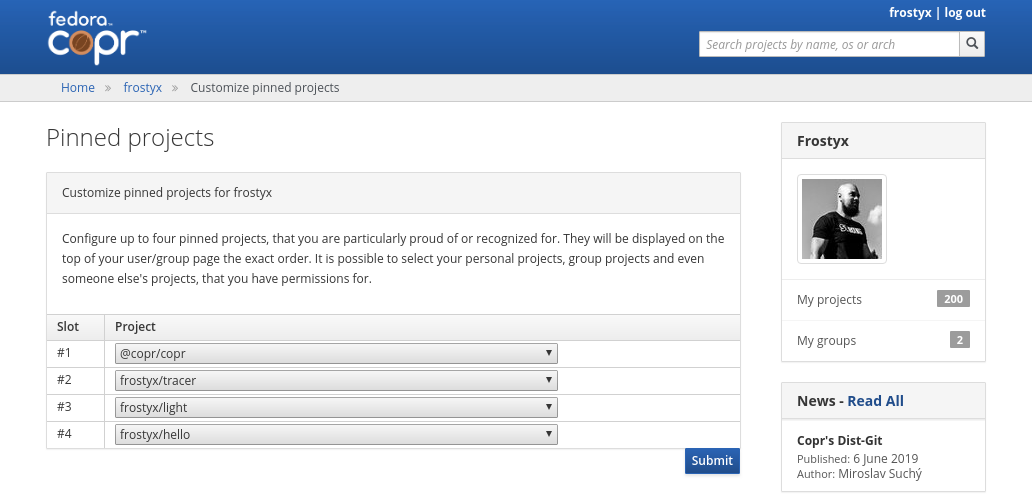 fedora™
copr™
frostyx | log out
Search projects by name, os or arch
Home » frostyx » Customize pinned projects
Pinned projects
Customize pinned projects for frostyx
Configure up to four pinned projects, that you are particularly proud of or recognized for. They will be displayed on the
top of your user/group page the exact order. It is possible to select your personal projects, group projects and even
someone else's projects, that you have permissions for.
Slot Project
#1 @copr/copr
#2 frostyx/tracer
#3 frostyx/light
#4 frostyx/hello
Submit
Frostyx
My projects 200
My groups 2
News - Read All
Copr's Dist-Git
Published: 6 June 2019
Author: Miroslav Suchý